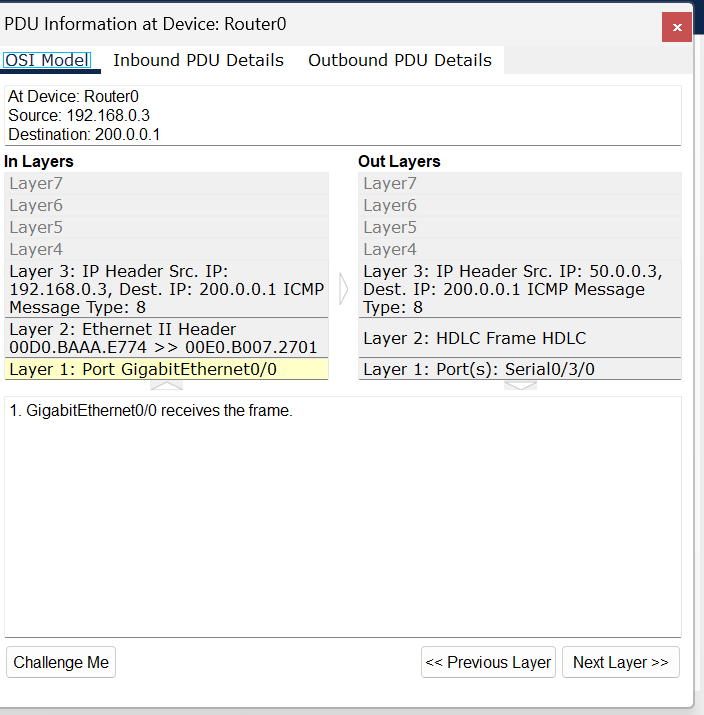 PDU Information at Device: Router0
×
OSI Model Inbound PDU Details Outbound PDU Details
At Device: Router0
Source: 192.168.0.3
Destination: 200.0.0.1
In Layers
Layer7
Layer6
Layer5
Layer4
Layer 3: IP Header Src. IP:
192.168.0.3, Dest. IP: 200.0.0.1 ICMP
Message Type: 8
Layer 2: Ethernet II Header
00D0.BAAA.E774 >> 00E0.B007.2701
Layer 1: Port GigabitEthernet0/0
Out Layers
Layer7
Layer6
Layer5
Layer4
Layer 3: IP Header Src. IP: 50.0.0.3,
Dest. IP: 200.0.0.1 ICMP Message
Type: 8
Layer 2: HDLC Frame HDLC
Layer 1: Port(s): Serial0/3/0
1. GigabitEthernet0/0 receives the frame.
Challenge Me
<< Previous Layer
Next Layer >>